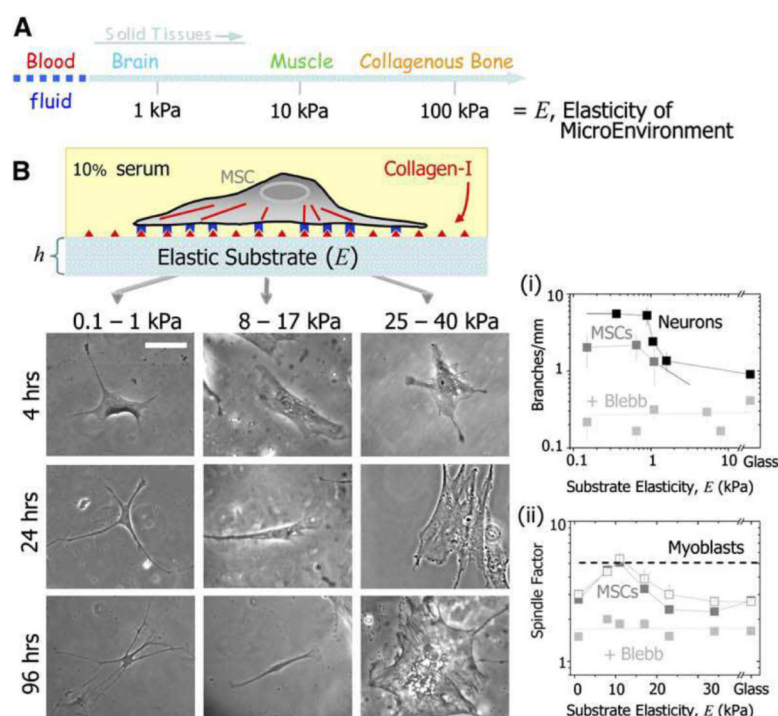 A
Solid Tissues
Blood Brain Muscle Collagenous Bone
fluid 1 kPa 10 kPa 100 kPa = E, Elasticity of
MicroEnvironment
B
10% serum MSC Collagen-I
h Elastic Substrate (E)
0.1 – 1 kPa 8 – 17 kPa 25 – 40 kPa
4 hrs
24 hrs
96 hrs
(i)
Branches/mm
10
1
0.1
MSCs Neurons
+ Blebb
0.1 1 10 Glass
Substrate Elasticity, E (kPa)
(ii)
Spindle Factor
10
1
Myoblasts
MSCs
+ Blebb
0 10 20 30 Glass
Substrate Elasticity, E (kPa)